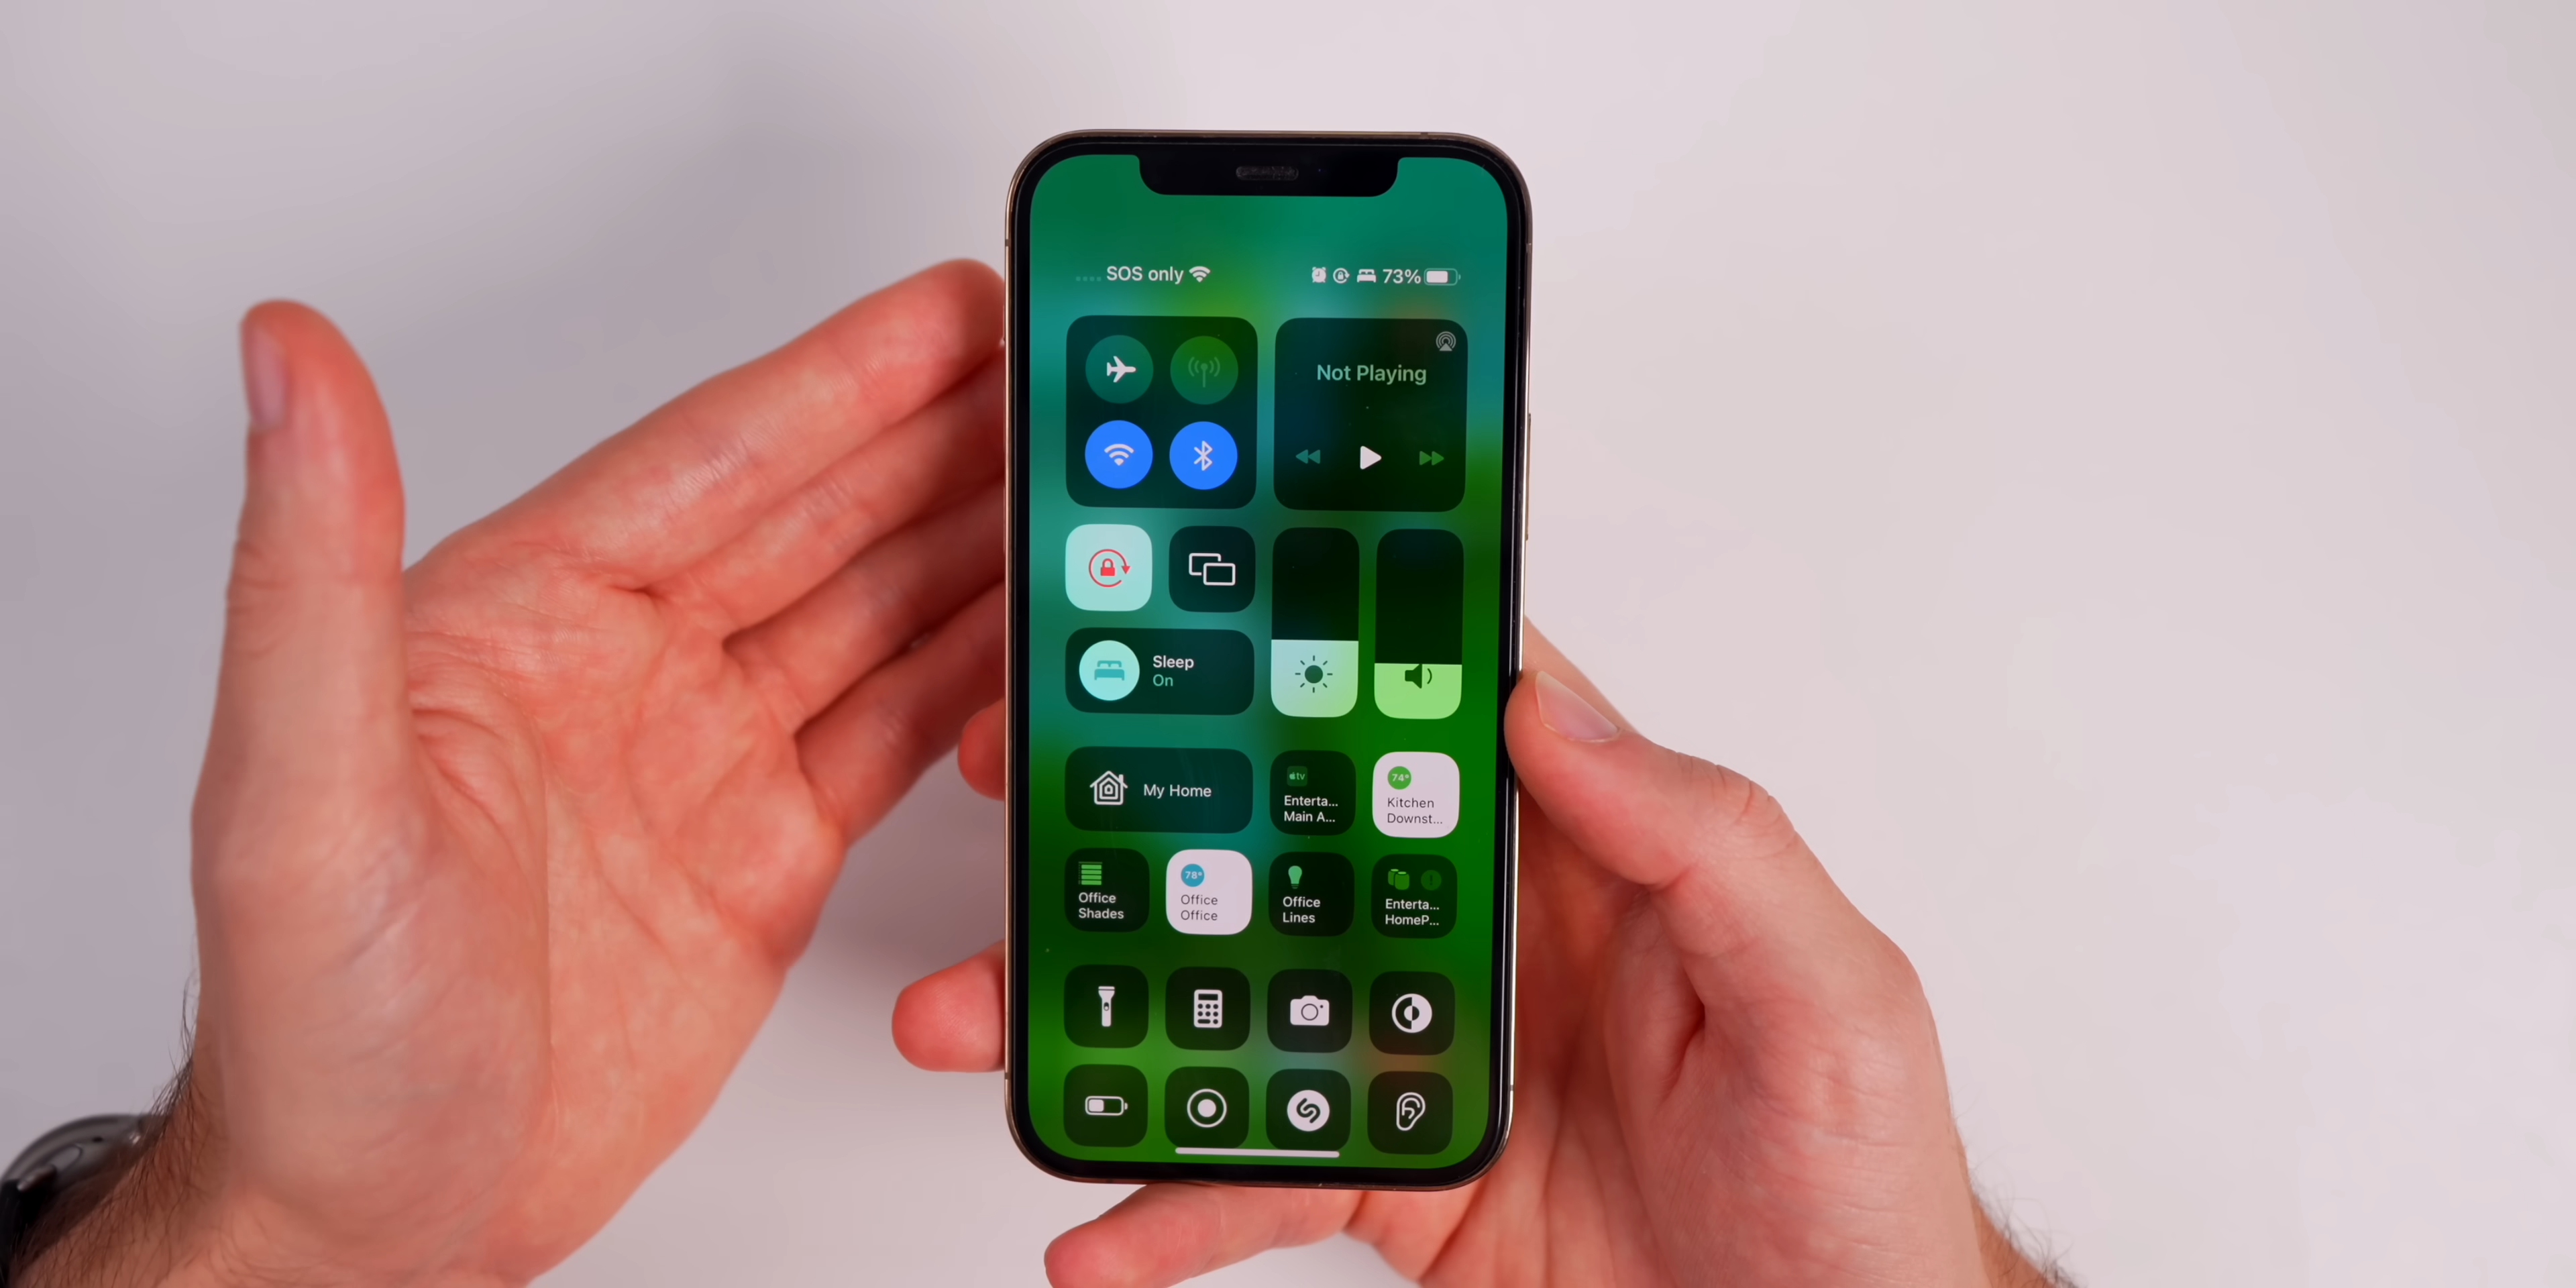 SOS only
73%
Not Playing
Sleep
On
My Home
tv
Enterta...
Main A...
74°
Kitchen
Downst...
Office
Shades
78°
Office
Office
Office
Lines
Enterta...
HomeP...